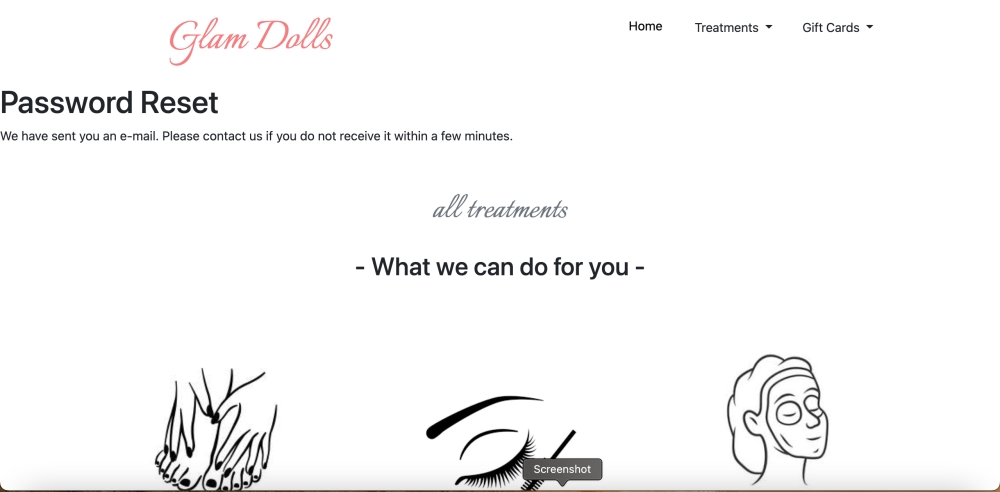 Glam Dolls
Home Treatments Gift Cards
Password Reset
We have sent you an e-mail. Please contact us if you do not receive it within a few minutes.
all treatments
- What we can do for you -
Screenshot